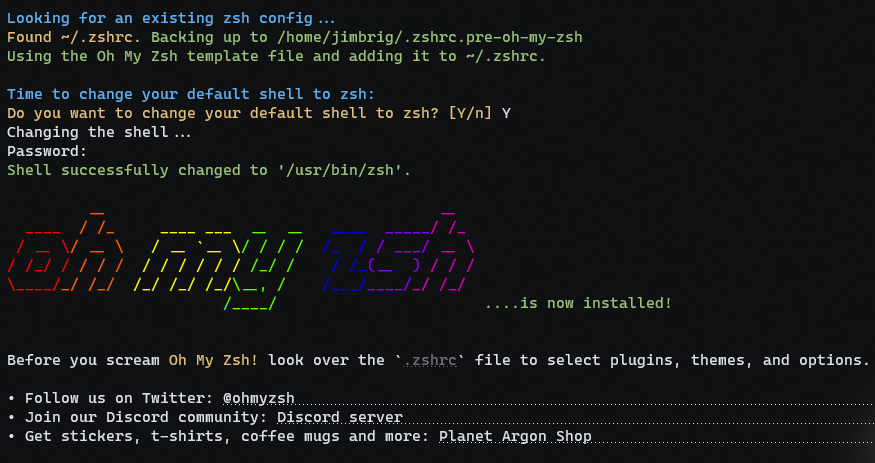 Looking for an existing zsh config...
Found ~/.zshrc. Backing up to /home/jimbrig/.zshrc.pre-oh-my-zsh
Using the Oh My Zsh template file and adding it to ~/.zshrc.
Time to change your default shell to zsh:
Do you want to change your default shell to zsh? [Y/n] Y
Changing the shell...
Password:
Shell successfully changed to '/usr/bin/zsh'.
         __                                     __
  ____  / /_     ____ ___  __  __   ____  _____/ /_
 / __ \/ __ \   / __ `__ \/ / / /  /_  / / ___/ __ \
/ /_/ / / / /  / / / / / / /_/ /    / /_(__  ) / / /
\____/_/ /_/  /_/ /_/ /_/\__, /    /___/____/_/ /_/
                        /____/                       ....is now installed!
Before you scream Oh My Zsh! look over the `.zshrc` file to select plugins, themes, and options.
• Follow us on Twitter: @ohmyzsh
• Join our Discord community: Discord server
• Get stickers, t-shirts, coffee mugs and more: Planet Argon Shop